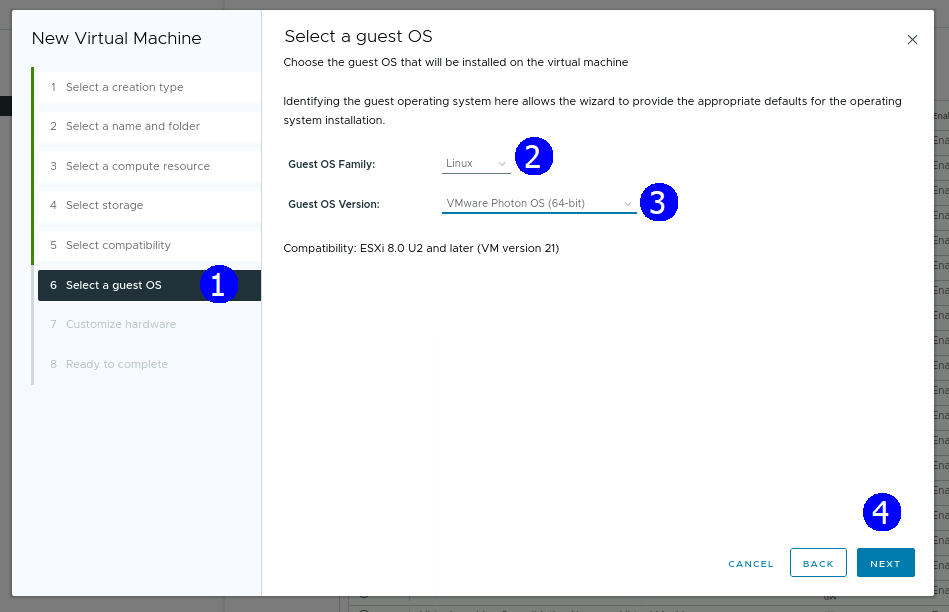 New Virtual Machine
1 Select a creation type
2 Select a name and folder
3 Select a compute resource
4 Select storage
5 Select compatibility
6 Select a guest OS
1
7 Customize hardware
8 Ready to complete
Select a guest OS
Choose the guest OS that will be installed on the virtual machine
Identifying the guest operating system here allows the wizard to provide the appropriate defaults for the operating
system installation.
Guest OS Family: Linux
2
Guest OS Version: VMware Photon OS (64-bit)
3
Compatibility: ESXi 8.0 U2 and later (VM version 21)
4
CANCEL BACK NEXT